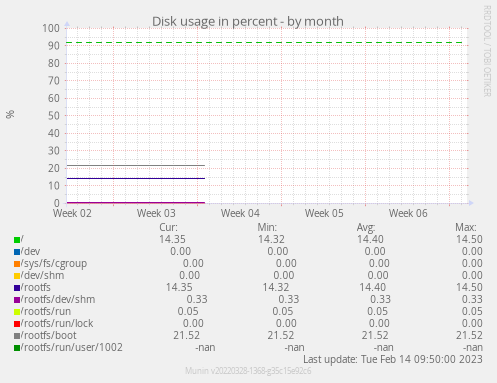 Disk usage in percent - by month
RRDTOOL / TOBI OETIKER
%
100
90
80
70
60
50
40
30
20
10
0
Week 02 Week 03 Week 04 Week 05 Week 06
Cur: Min: Avg: Max:
/ 14.35 14.32 14.40 14.50
/dev 0.00 0.00 0.00 0.00
/sys/fs/cgroup 0.00 0.00 0.00 0.00
/dev/shm 0.00 0.00 0.00 0.00
/rootfs 14.35 14.32 14.40 14.50
/rootfs/dev/shm 0.33 0.33 0.33 0.33
/rootfs/run 0.05 0.05 0.05 0.05
/rootfs/run/lock 0.00 0.00 0.00 0.00
/rootfs/boot 21.52 21.52 21.52 21.52
/rootfs/run/user/1002 -nan -nan -nan -nan
Last update: Tue Feb 14 09:50:00 2023
Munin v20220328-1368-g35c15e92c6